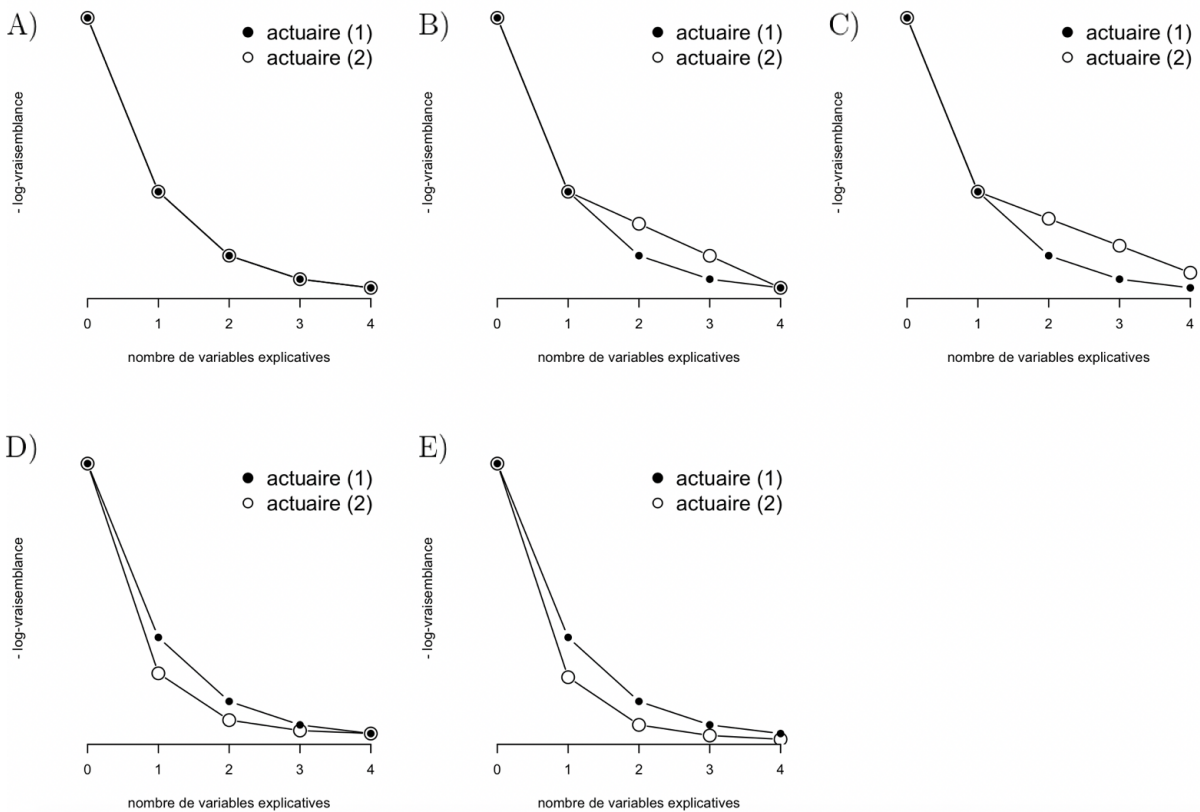 A)
actuaire (1)
actuaire (2)
- log-vraisemblance
0 1 2 3 4
nombre de variables explicatives
B)
actuaire (1)
actuaire (2)
- log-vraisemblance
0 1 2 3 4
nombre de variables explicatives
C)
actuaire (1)
actuaire (2)
- log-vraisemblance
0 1 2 3 4
nombre de variables explicatives
D)
actuaire (1)
actuaire (2)
- log-vraisemblance
0 1 2 3 4
nombre de variables explicatives
E)
actuaire (1)
actuaire (2)
- log-vraisemblance
0 1 2 3 4
nombre de variables explicatives